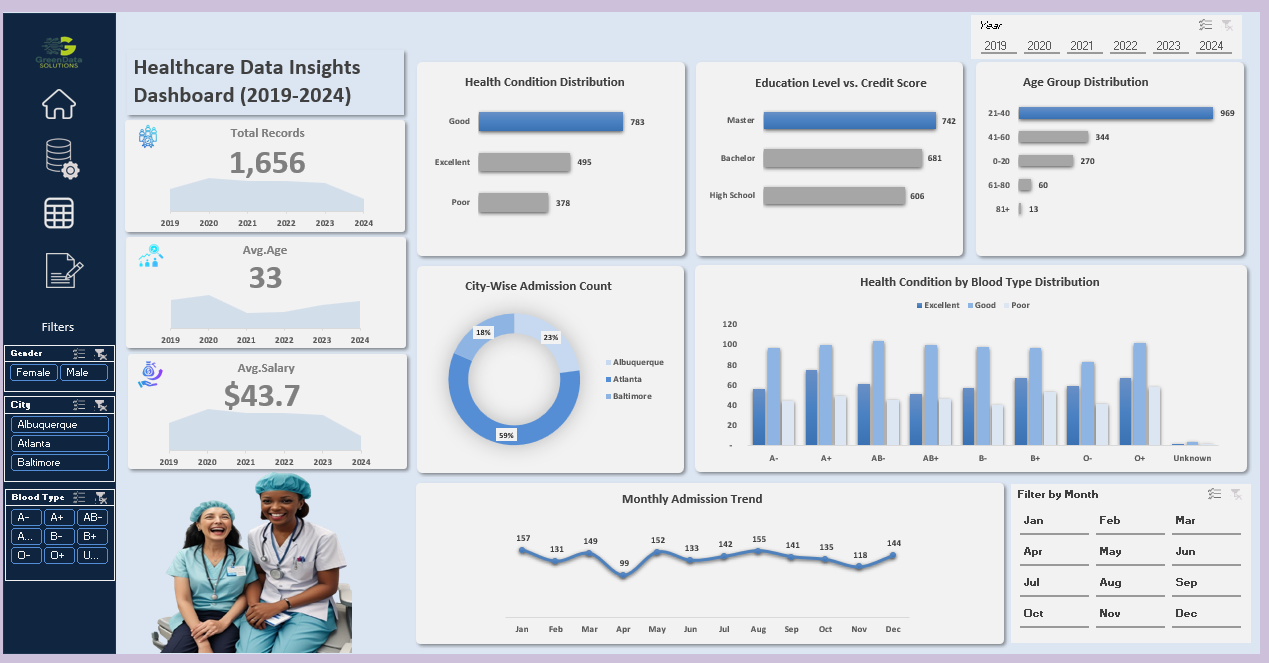 GreenData
SOLUTIONS
Filters
Gender
Female
Male
City
Albuquerque
Atlanta
Baltimore
Blood Type
A-
A+
AB-
A...
B-
B+
O-
O+
U...
Healthcare Data Insights
Dashboard (2019-2024)
Total Records
1,656
2019 2020 2021 2022 2023 2024
Avg.Age
33
2019 2020 2021 2022 2023 2024
Avg.Salary
$43.7
2019 2020 2021 2022 2023 2024
Year
2019 2020 2021 2022 2023 2024
Health Condition Distribution
Good 783
Excellent 495
Poor 378
Education Level vs. Credit Score
Master 742
Bachelor 681
High School 606
Age Group Distribution
21-40 969
41-60 344
0-20 270
61-80 60
81+ 13
City-Wise Admission Count
18%
23%
59%
Albuquerque
Atlanta
Baltimore
Health Condition by Blood Type Distribution
Excellent Good Poor
120
100
80
60
40
20
-
A- A+ AB- AB+ B- B+ O- O+ Unknown
Monthly Admission Trend
157 131 149 99 152 133 142 155 141 135 118 144
Jan Feb Mar Apr May Jun Jul Aug Sep Oct Nov Dec
Filter by Month
Jan Feb Mar
Apr May Jun
Jul Aug Sep
Oct Nov Dec